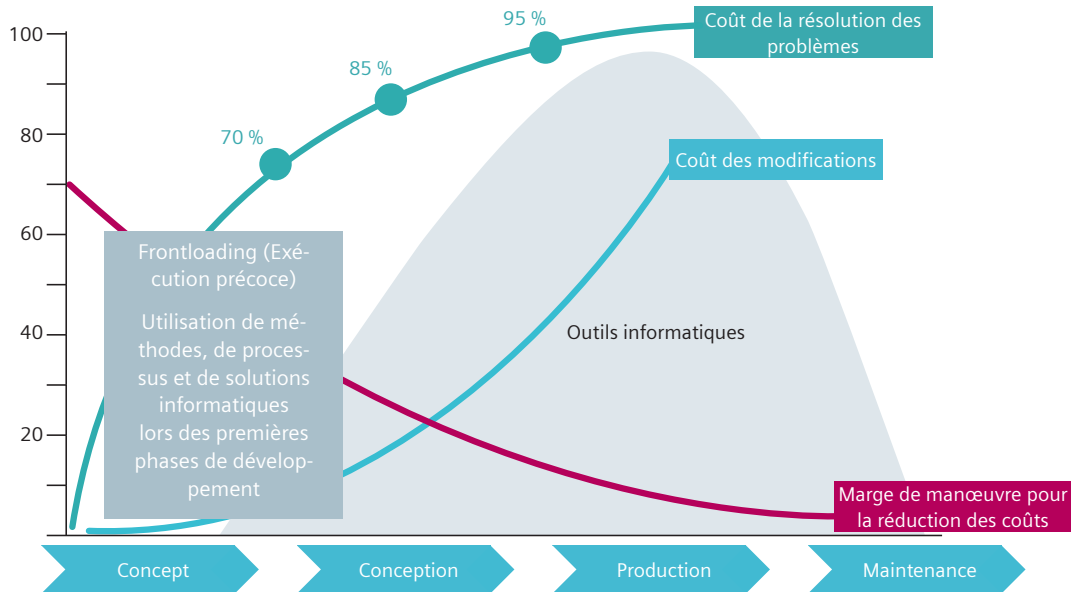 100
80
60
40
20
70 %
85 %
95 %
Coût de la résolution des
problèmes
Coût des modifications
Frontloading (Exé-
cution précoce)
Utilisation de mé-
thodes, de proces-
sus et de solutions
informatiques
lors des premières
phases de dévelop-
pement
Outils informatiques
Marge de manœuvre pour
la réduction des coûts
Concept
Conception
Production
Maintenance